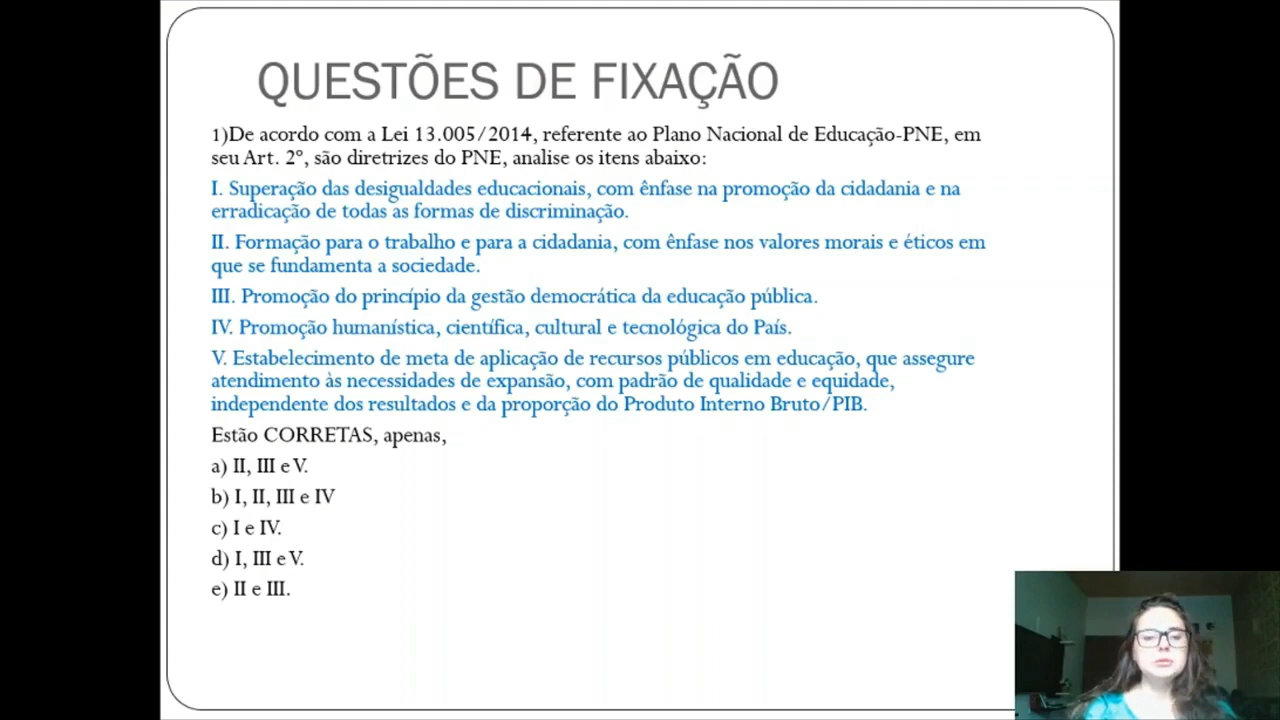 QUESTÕES DE FIXAÇÃO
1)De acordo com a Lei 13.005/2014, referente ao Plano Nacional de Educação-PNE, em
seu Art. 2º, são diretrizes do PNE, analise os itens abaixo:
I. Superação das desigualdades educacionais, com ênfase na promoção da cidadania e na
erradicação de todas as formas de discriminação.
II. Formação para o trabalho e para a cidadania, com ênfase nos valores morais e éticos em
que se fundamenta a sociedade.
III. Promoção do princípio da gestão democrática da educação pública.
IV. Promoção humanística, científica, cultural e tecnológica do País.
V. Estabelecimento de meta de aplicação de recursos públicos em educação, que assegure
atendimento às necessidades de expansão, com padrão de qualidade e equidade,
independente dos resultados e da proporção do Produto Interno Bruto/PIB.
Estão CORRETAS, apenas,
a) II, III e V.
b) I, II, III e IV
c) I e IV.
d) I, III e V.
e) II e III.